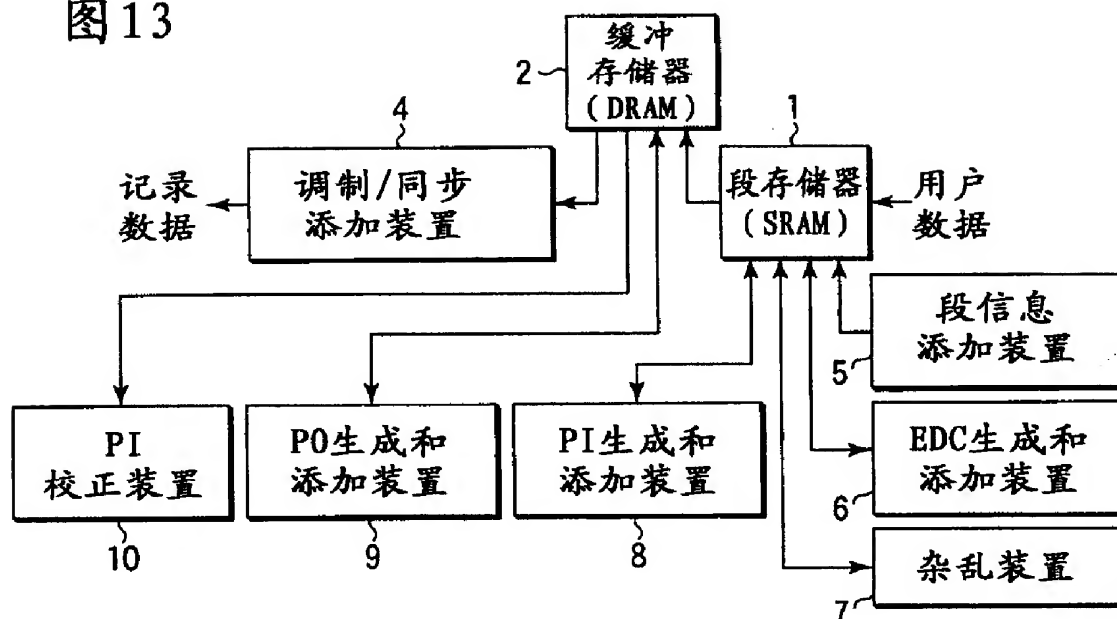 图13
缓冲
存储器
(DRAM)
2
4
1
记录
数据
调制/同步
添加装置
段存储器
(SRAM)
用户
数据
段信息
添加装置
5
PI
校正装置
10
PO生成和
添加装置
9
PI生成和
添加装置
8
EDC生成和
添加装置
6
杂乱装置
7